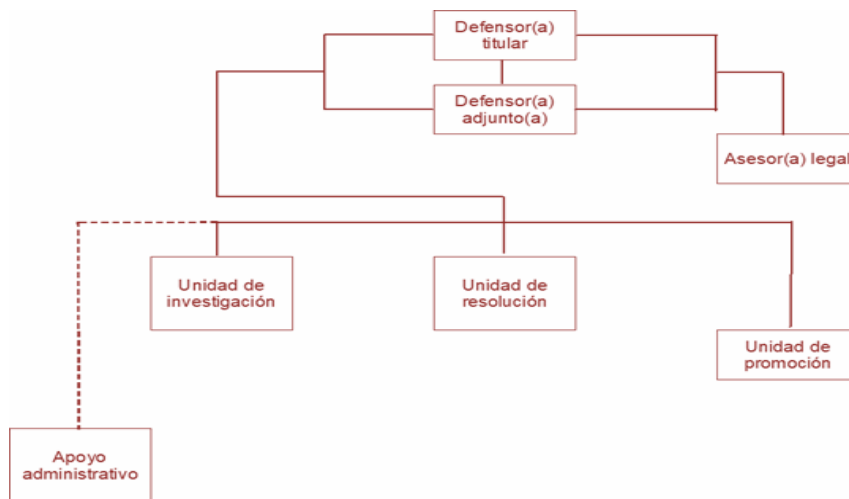 Defensor(a)
titular
Defensor(a)
adjunto(a)
Asesor(a) legal
Unidad de
investigación
Unidad de
resolución
Unidad de
promoción
Apoyo
administrativo